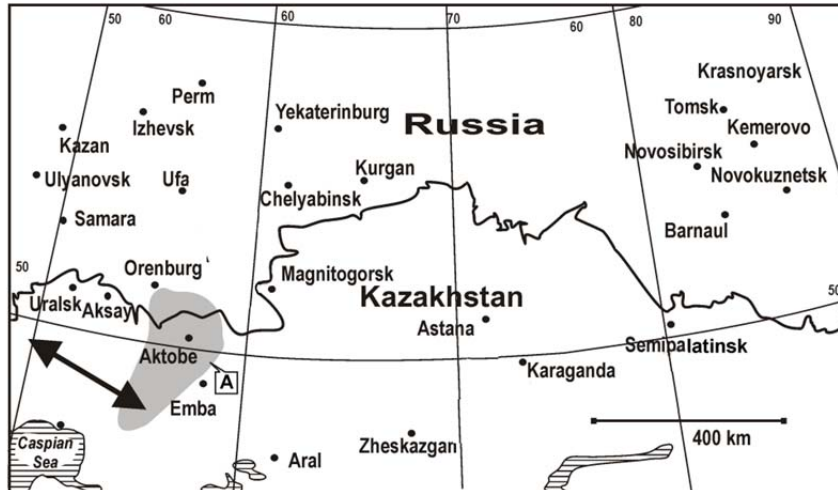 50
60
70
60
80
90
Krasnoyarsk
Perm
Tomsk
Izhevsk
Yekaterinburg
Russia
Kemerovo
Kazan
Novosibirsk
Kurgan
Ulyanovsk
Ufa
Chelyabinsk
Novokuznetsk
Samara
Barnaul
50
Orenburg
Magnitogorsk
50
Uralsk
Aksay
Kazakhstan
Astana
Aktobe
Semipalatinsk
A
Karaganda
Emba
Caspian
Sea
Zheskazgan
400 km
Aral